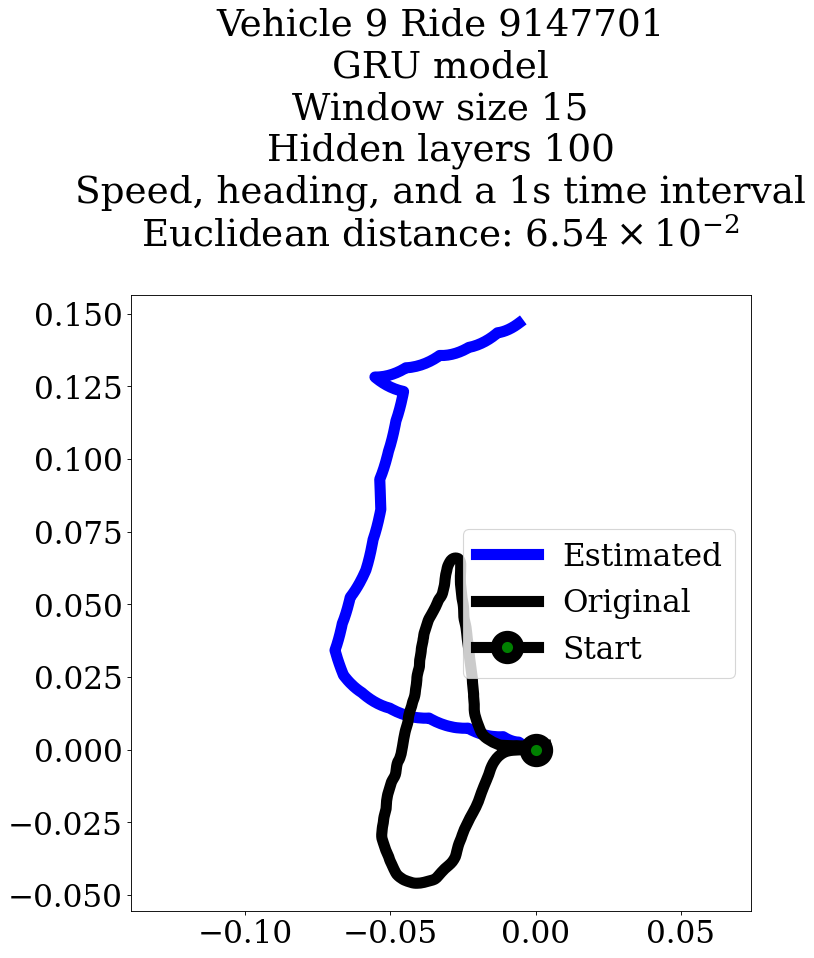 Vehicle 9 Ride 9147701
GRU model
Window size 15
Hidden layers 100
Speed, heading, and a 1s time interval
Euclidean distance: 6.54 × 10⁻²
0.150
0.125
0.100
0.075
0.050
0.025
0.000
−0.025
−0.050
Estimated
Original
Start
−0.10
−0.05
0.00
0.05